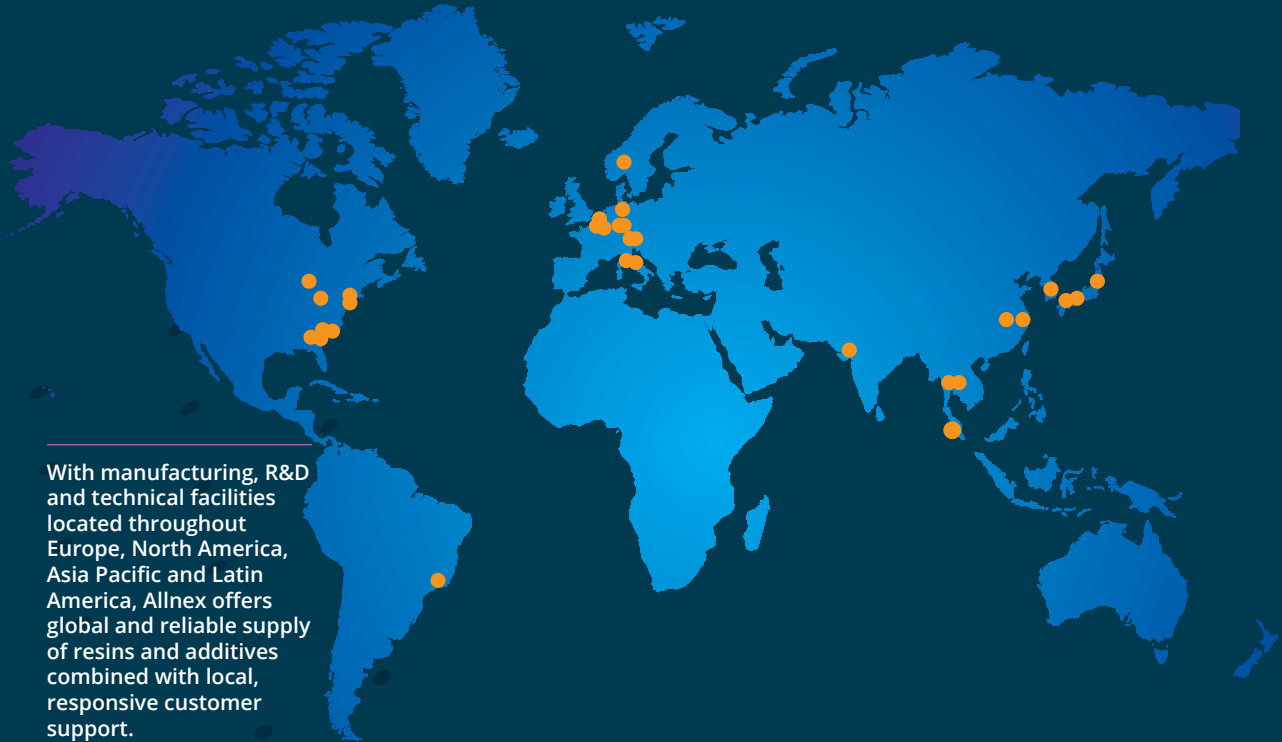 With manufacturing, R&D
and technical facilities
located throughout
Europe, North America,
Asia Pacific and Latin
America, Allnex offers
global and reliable supply
of resins and additives
combined with local,
responsive customer
support.